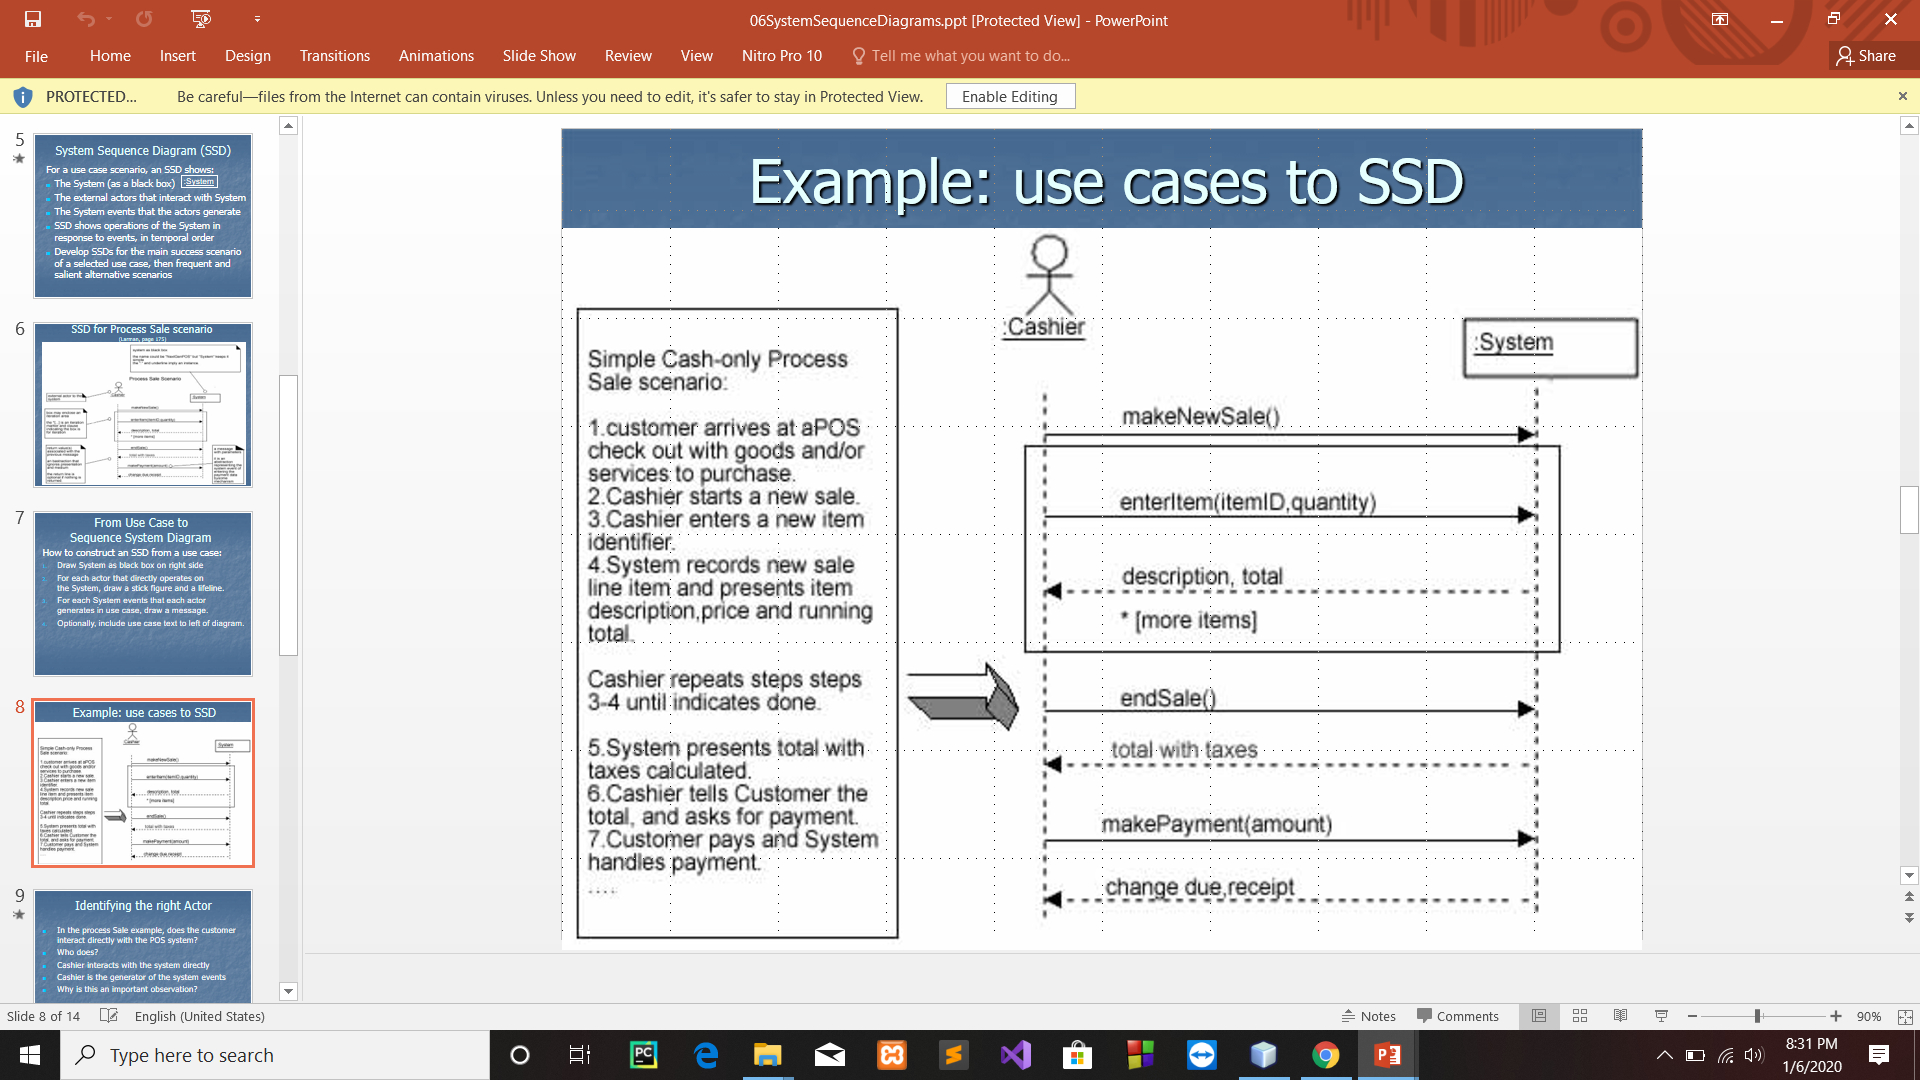 06SystemSequenceDiagrams.ppt [Protected View] - PowerPoint
File Home Insert Design Transitions Animations Slide Show Review View Nitro Pro 10 Tell me what you want to do... Share
PROTECTED... Be careful—files from the Internet can contain viruses. Unless you need to edit, it's safer to stay in Protected View. Enable Editing
5
System Sequence Diagram (SSD)
For a use case scenario, an SSD shows:
The System (as a black box) :System
The external actors that interact with System
The System events that the actors generate
SSD shows operations of the System in
response to events, in temporal order
Develop SSDs for the main success scenario
of a selected use case, then frequent and
salient alternative scenarios
6
SSD for Process Sale scenario
(Larman, page 175)
Process Sale Scenario
7
From Use Case to
Sequence System Diagram
How to construct an SSD from a use case:
Draw System as black box on right side
For each actor that directly operates on
the System, draw a stick figure and a lifeline.
For each System events that each actor
generates in use case, draw a message.
Optionally, include use case text to left of diagram.
8
Example: use cases to SSD
9
Identifying the right Actor
In the process Sale example, does the customer
interact directly with the POS system?
Who does?
Cashier interacts with the system directly
Cashier is the generator of the system events
Why is this an important observation?
Example: use cases to SSD
Simple Cash-only Process
Sale scenario:
1.customer arrives at aPOS
check out with goods and/or
services to purchase.
2.Cashier starts a new sale.
3.Cashier enters a new item
identifier.
4.System records new sale
line item and presents item
description,price and running
total.
Cashier repeats steps steps
3-4 until indicates done.
5.System presents total with
taxes calculated.
6.Cashier tells Customer the
total, and asks for payment.
7.Customer pays and System
handles payment.
....
:Cashier
:System
makeNewSale()
enterItem(itemID,quantity)
description, total
* [more items]
endSale()
total with taxes
makePayment(amount)
change due,receipt
Slide 8 of 14 English (United States) Notes Comments 90%
Type here to search
8:31 PM
1/6/2020